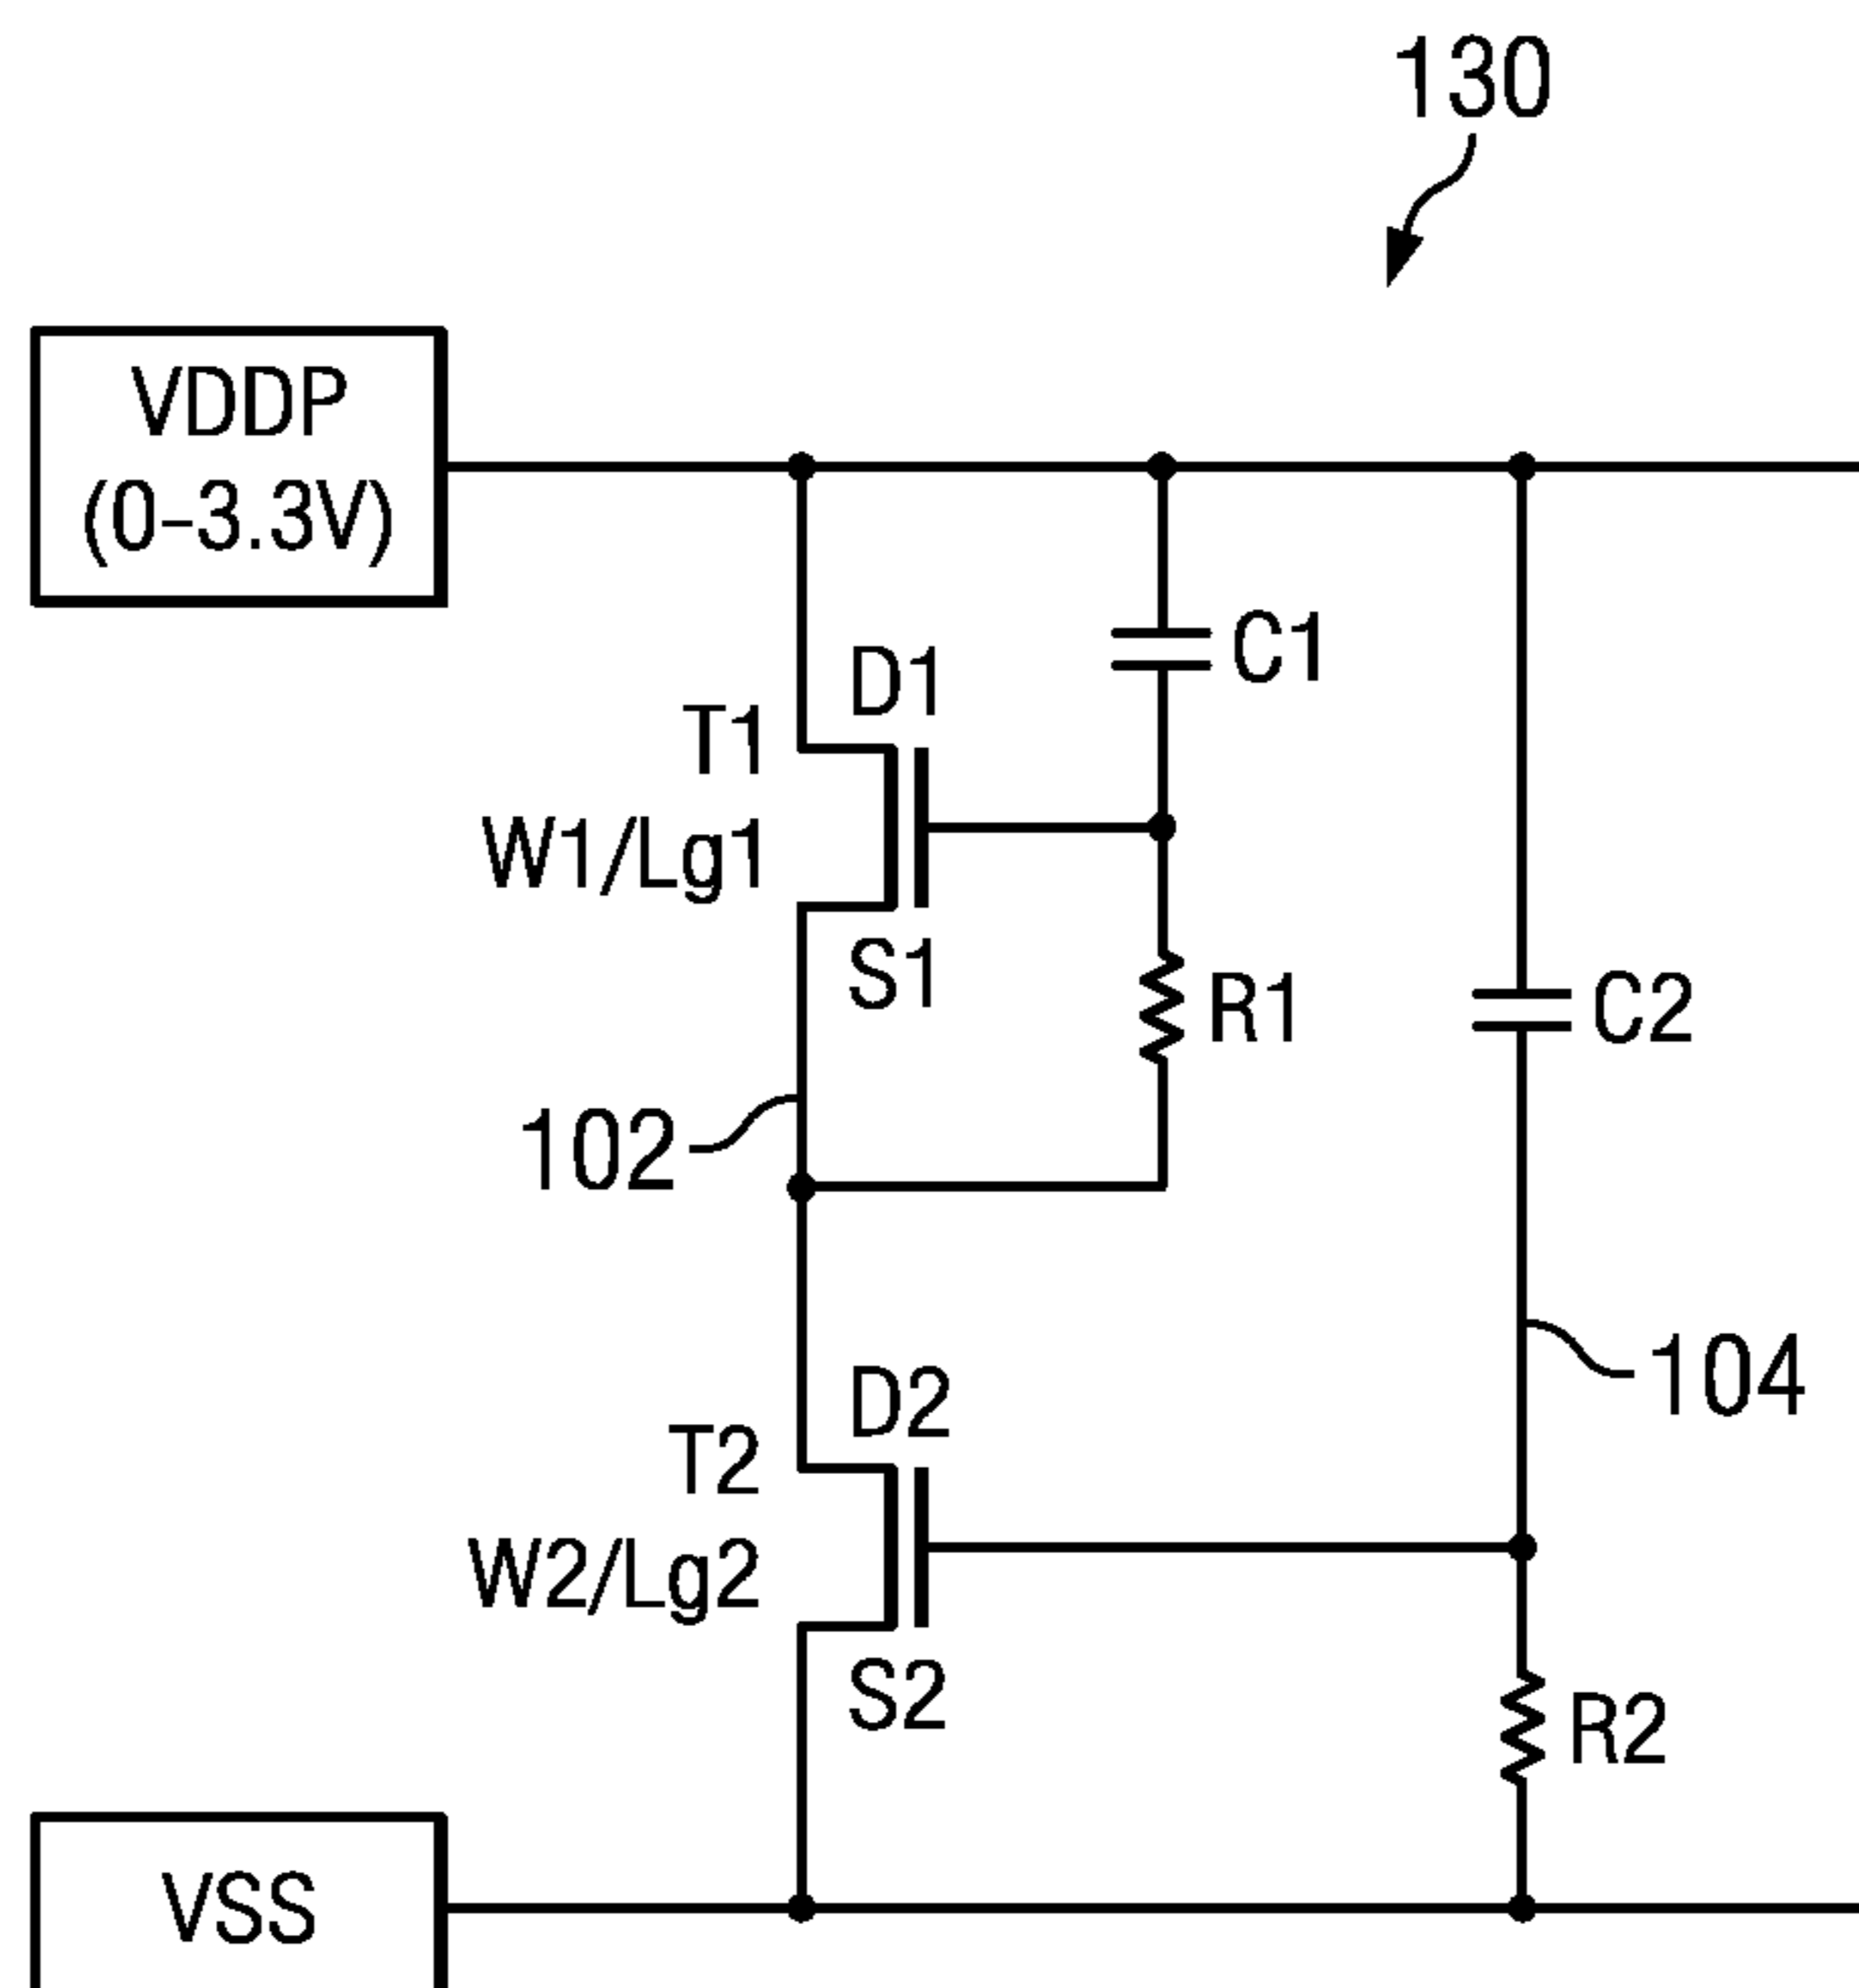 130
VDDP
(0-3.3V)
C1
D1
T1
W1/Lg1
S1
R1
C2
102
104
D2
T2
W2/Lg2
S2
R2
VSS